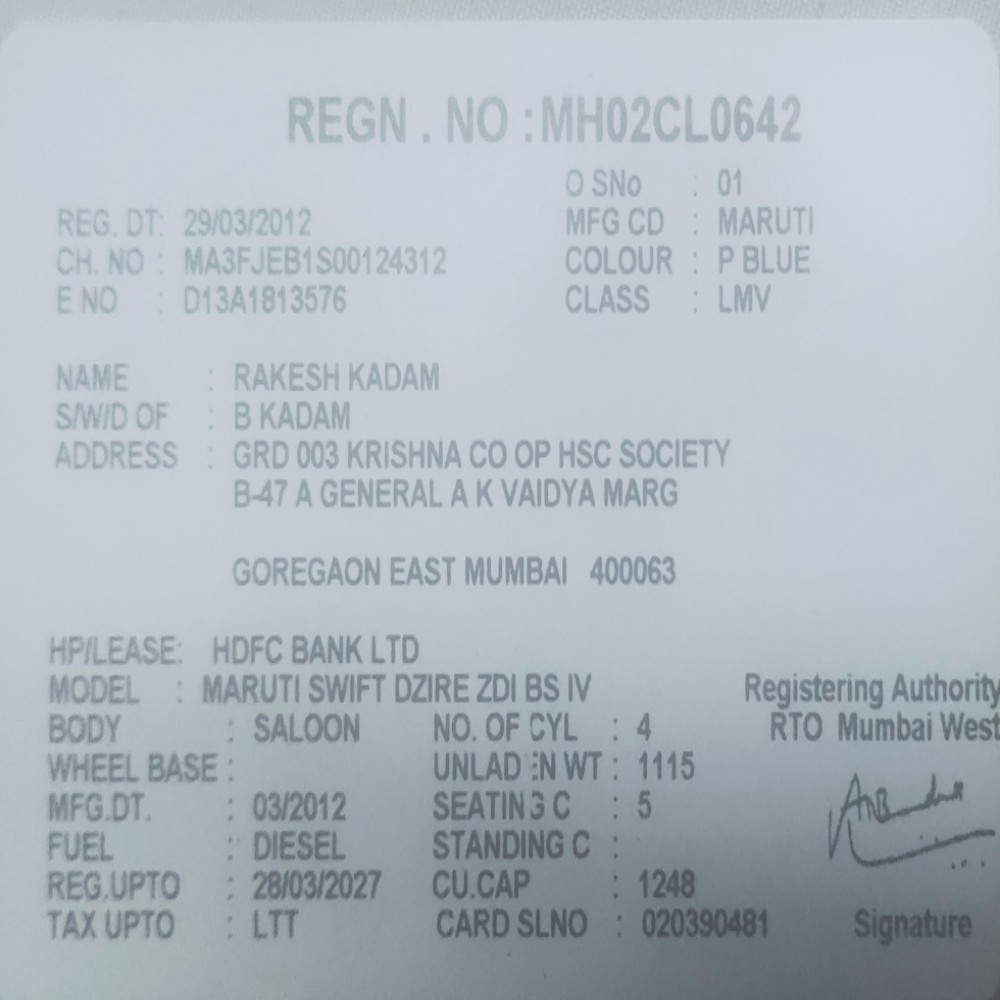 REGN . NO : MH02CL0642
O SNo : 01
REG. DT: 29/03/2012 MFG CD : MARUTI
CH. NO : MA3FJEB1S00124312 COLOUR : P BLUE
E NO : D13A1813576 CLASS : LMV
NAME : RAKESH KADAM
S/W/D OF : B KADAM
ADDRESS : GRD 003 KRISHNA CO OP HSC SOCIETY
B-47 A GENERAL A K VAIDYA MARG
GOREGAON EAST MUMBAI 400063
HP/LEASE: HDFC BANK LTD
MODEL : MARUTI SWIFT DZIRE ZDI BS IV Registering Authority
BODY : SALOON NO. OF CYL : 4 RTO Mumbai West
WHEEL BASE : UNLADEN WT : 1115
MFG.DT. : 03/2012 SEATING C : 5
FUEL : DIESEL STANDING C :
REG.UPTO : 28/03/2027 CU.CAP : 1248
TAX UPTO : LTT CARD SLNO : 020390481 Signature